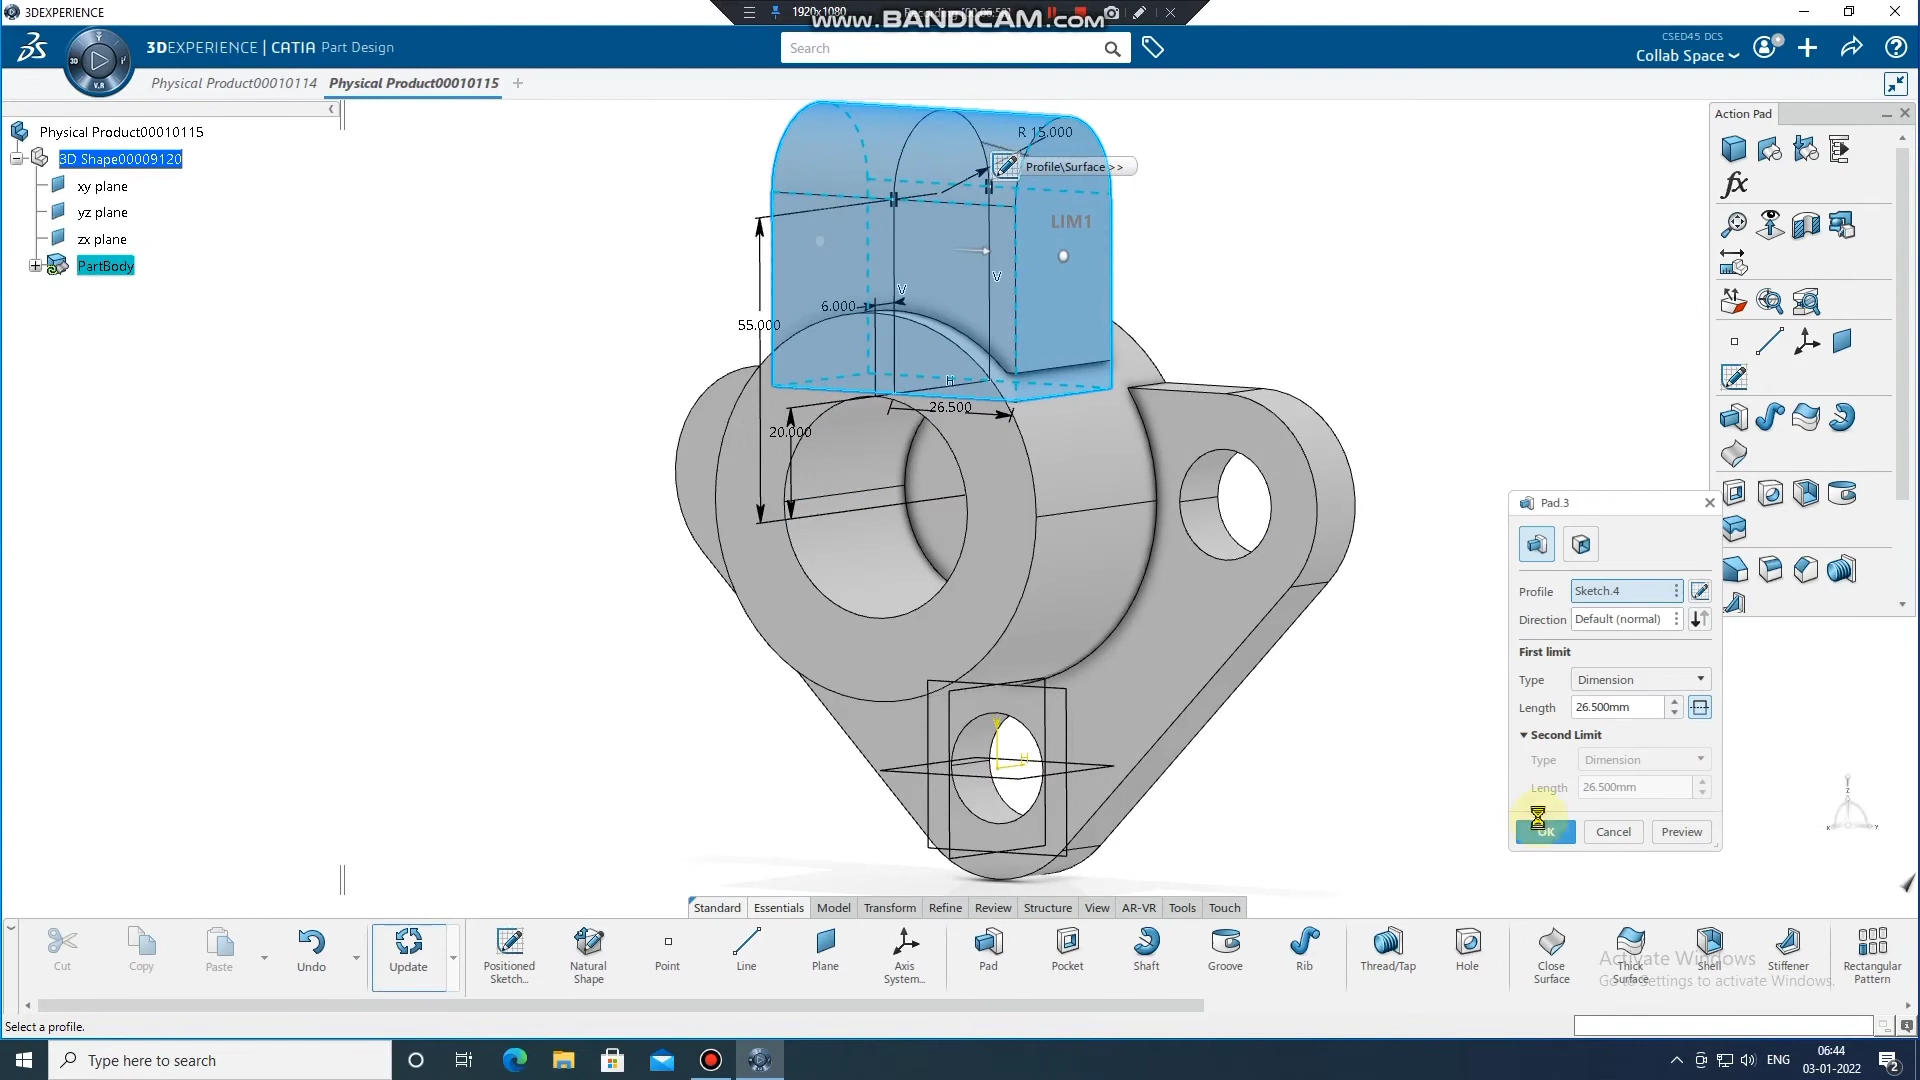 3DEXPERIENCE
1920x1080
www.BANDICAM.com
3DEXPERIENCE | CATIA Part Design
Search
CSED45 DCS
Collab Space
Physical Product00010114
Physical Product00010115
Physical Product00010115
3D Shape00009120
xy plane
yz plane
zx plane
PartBody
R 15.000
Profile\Surface >>
LIM1
V
V
6.000
55.000
H
26.500
20.000
H
Action Pad
fx
Pad.3
Profile
Sketch.4
Direction
Default (normal)
First limit
Type
Dimension
Length
26.500mm
Second Limit
Type
Dimension
Length
26.500mm
OK
Cancel
Preview
Standard
Essentials
Model
Transform
Refine
Review
Structure
View
AR-VR
Tools
Touch
Cut
Copy
Paste
Undo
Update
Positioned Sketch...
Natural Shape
Point
Line
Plane
Axis System...
Pad
Pocket
Shaft
Groove
Rib
Thread/Tap
Hole
Close Surface
Thick Surface
Shell
Stiffener
Rectangular Pattern
Activate Windows
Go to Settings to activate Windows.
Select a profile.
Type here to search
ENG
06:44
03-01-2022
2